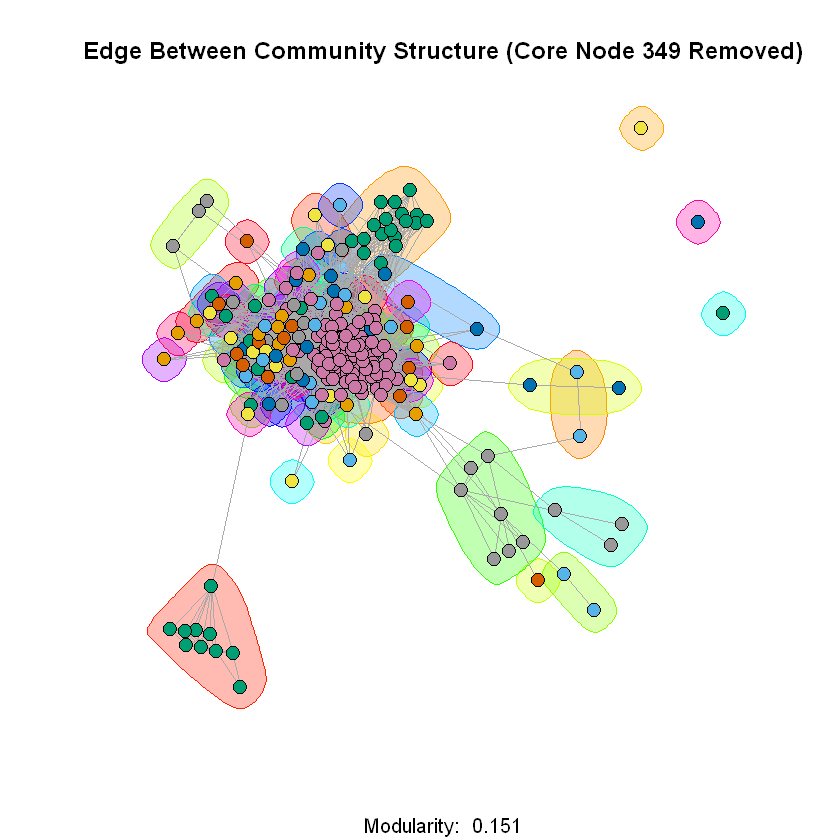 Edge Between Community Structure (Core Node 349 Removed)
Modularity: 0.151